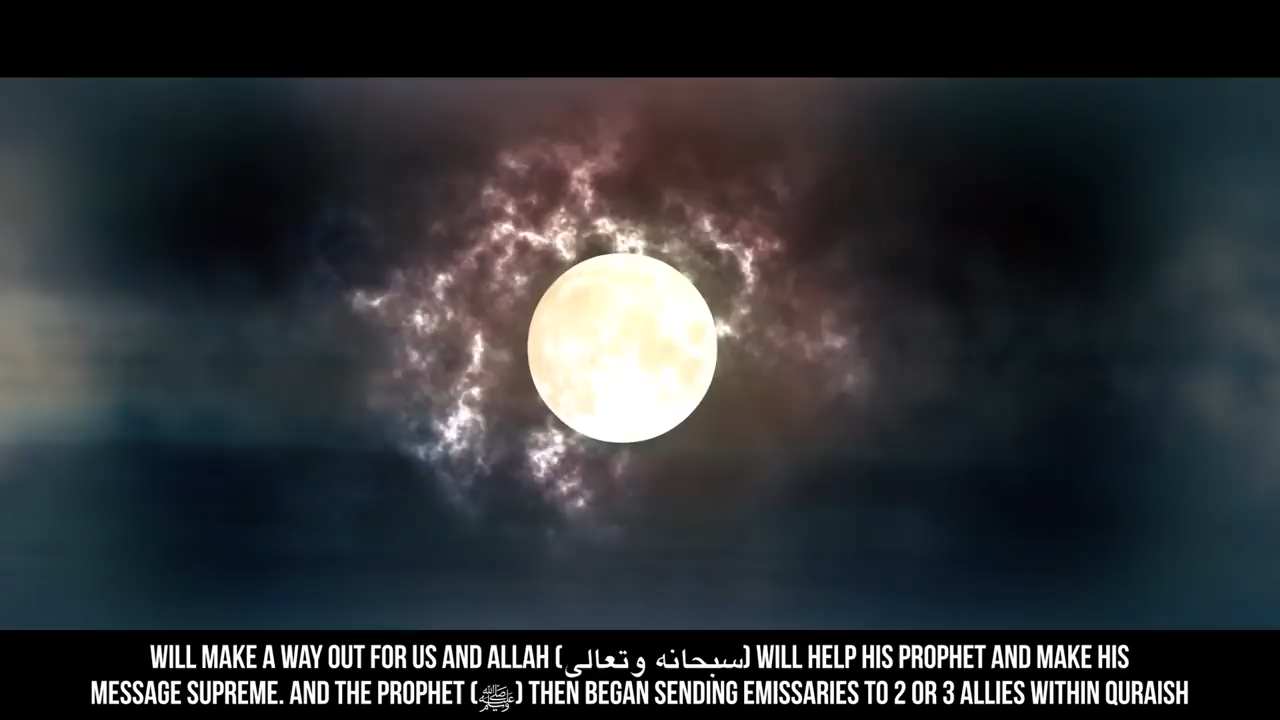 WILL MAKE A WAY OUT FOR US AND ALLAH (سبحانه وتعالى) WILL HELP HIS PROPHET AND MAKE HIS
MESSAGE SUPREME. AND THE PROPHET (ﷺ) THEN BEGAN SENDING EMISSARIES TO 2 OR 3 ALLIES WITHIN QURAISH